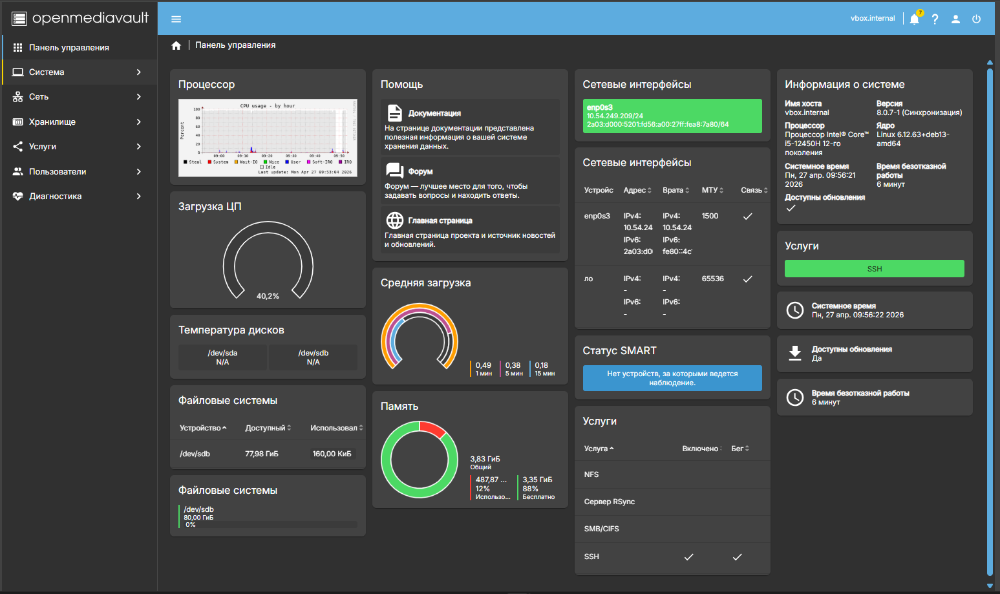 openmediavault
vbox.internal
7
Панель управления
Система
Сеть
Хранилище
Услуги
Пользователи
Диагностика
Панель управления
Процессор
CPU usage - by hour
Percent
100
80
60
40
20
0
09:00 09:10 09:20 09:30 09:40 09:50
Steal System Wait-IO Nice User Soft-IRQ IRQ
Idle
Last update: Mon Apr 27 09:53:04 2026
Загрузка ЦП
40,2%
Температура дисков
/dev/sda
N/A
/dev/sdb
N/A
Файловые системы
Устройство Доступный Использовал
/dev/sdb 77,98 ГиБ 160,00 КиБ
Файловые системы
/dev/sdb
80,00 ГиБ
0%
Помощь
Документация
На странице документации представлена
полезная информация о вашей системе
хранения данных.
Форум
Форум — лучшее место для того, чтобы
задавать вопросы и находить ответы.
Главная страница
Главная страница проекта и источник новостей
и обновлений.
Средняя загрузка
0,49
1 мин
0,38
5 мин
0,18
15 мин
Память
3,83 ГиБ
Общий
487,87 ...
12%
Использо...
3,35 ГиБ
88%
Бесплатно
Сетевые интерфейсы
enp0s3
10.54.249.209/24
2a03:d000:5201:fd56:a00:27ff:fea8:7a80/64
Сетевые интерфейсы
Устройс Адрес Врата МТУ Связь
enp0s3 IPv4: IPv4: 1500
10.54.24 10.54.24
IPv6: IPv6:
2a03:d0 fe80::4c
ло IPv4: IPv4: 65536
- -
IPv6: IPv6:
- -
Статус SMART
Нет устройств, за которыми ведется
наблюдение.
Услуги
Услуга Включено Бег
NFS
Сервер RSync
SMB/CIFS
SSH
Информация о системе
Имя хоста
vbox.internal
Версия
8.0.7-1 (Синхронизация)
Процессор
Процессор Intel® Core™
i5-12450H 12-го
поколения
Ядро
Linux 6.12.63+deb13-
amd64
Системное время
Пн, 27 апр. 09:56:21
2026
Время безотказной
работы
6 минут
Доступны обновления
Услуги
SSH
Системное время
Пн, 27 апр. 09:56:22 2026
Доступны обновления
Да
Время безотказной работы
6 минут